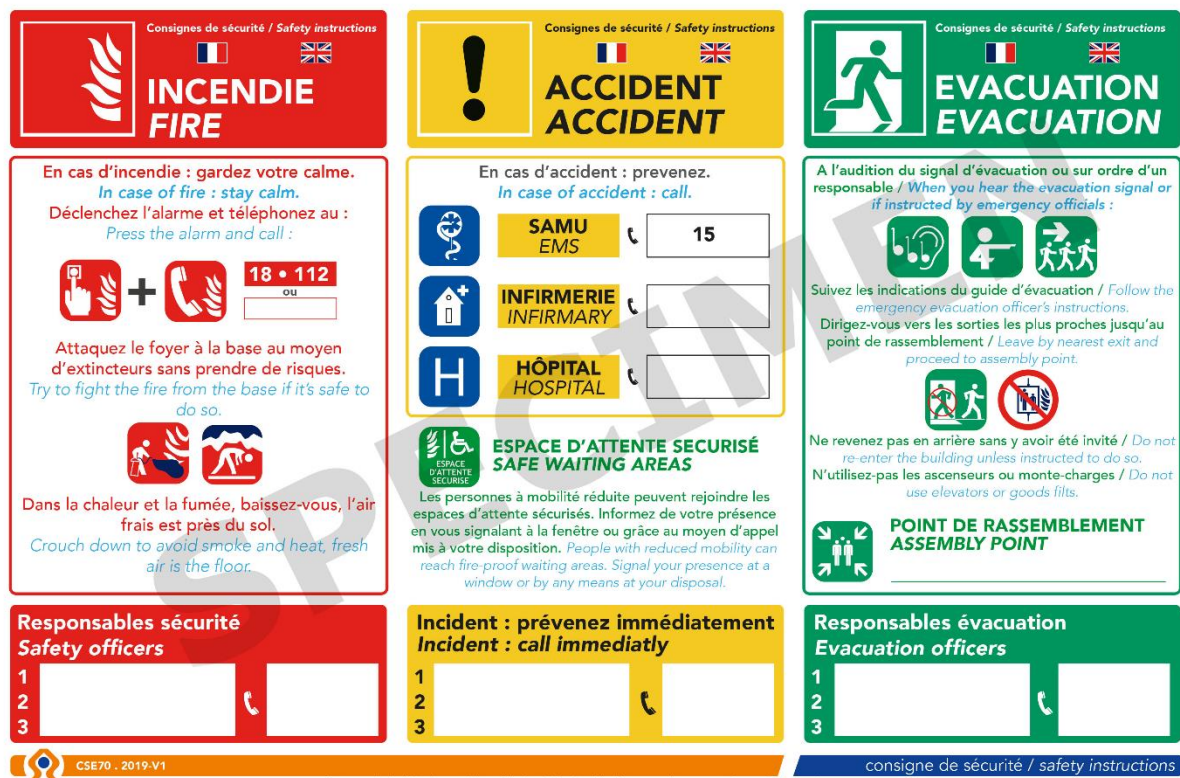 Consignes de sécurité / Safety instructions
INCENDIE
FIRE
En cas d'incendie : gardez votre calme.
In case of fire : stay calm.
Déclenchez l'alarme et téléphonez au :
Press the alarm and call :
+
18 • 112
ou
Attaquez le foyer à la base au moyen
d'extincteurs sans prendre de risques.
Try to fight the fire from the base if it's safe to
do so.
Dans la chaleur et la fumée, baissez-vous, l'air
frais est près du sol.
Crouch down to avoid smoke and heat, fresh
air is the floor.
Responsables sécurité
Safety officers
1
2
3
Consignes de sécurité / Safety instructions
!
ACCIDENT
ACCIDENT
En cas d'accident : prevenez.
In case of accident : call.
SAMU
EMS
15
INFIRMERIE
INFIRMARY
H
HÔPITAL
HOSPITAL
ESPACE
D'ATTENTE
SECURISE
ESPACE D'ATTENTE SECURISÉ
SAFE WAITING AREAS
Les personnes à mobilité réduite peuvent rejoindre les
espaces d'attente sécurisés. Informez de votre présence
en vous signalant à la fenêtre ou grâce au moyen d'appel
mis à votre disposition. People with reduced mobility can
reach fire-proof waiting areas. Signal your presence at a
window or by any means at your disposal.
Incident : prévenez immédiatement
Incident : call immediatly
1
2
3
Consignes de sécurité / Safety instructions
EVACUATION
EVACUATION
A l'audition du signal d'évacuation ou sur ordre d'un
responsable / When you hear the evacuation signal or
if instructed by emergency officials :
Suivez les indications du guide d'évacuation / Follow the
emergency evacuation officer's instructions.
Dirigez-vous vers les sorties les plus proches jusqu'au
point de rassemblement / Leave by nearest exit and
proceed to assembly point.
Ne revenez pas en arrière sans y avoir été invité / Do not
re-enter the building unless instructed to do so.
N'utilisez-pas les ascenseurs ou monte-charges / Do not
use elevators or goods filts.
POINT DE RASSEMBLEMENT
ASSEMBLY POINT
Responsables évacuation
Evacuation officers
1
2
3
SPECIMEN
CSE70 . 2019-V1
consigne de sécurité / safety instructions